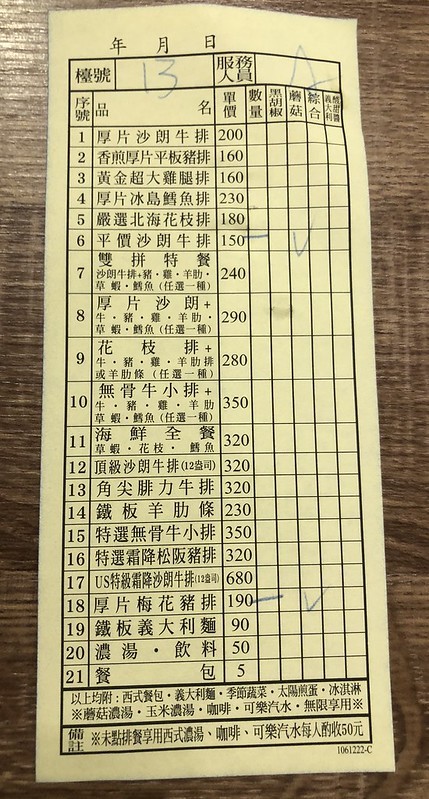 年 月 日
檯號 13 服務人員 A
序號 品名 單價 數量 黑胡椒 蘑菇 綜合 義大利
1 厚片沙朗牛排 200
2 香煎厚片平板豬排 160
3 黃金超大雞腿排 160
4 厚片冰島鱈魚排 230
5 嚴選北海花枝排 180
6 平價沙朗牛排 150 一 ✓
7 雙拼特餐 240
沙朗牛排+豬·雞·羊肋·
草蝦·鱈魚(任選一種)
8 厚片沙朗+ 290
牛·豬·雞·羊肋·
草蝦·鱈魚(任選一種)
9 花枝排+ 280
牛·豬·雞·羊肋排
或羊肋條(任選一種)
10 無骨牛小排+ 350
牛·豬·雞·羊肋
草蝦·鱈魚(任選一種)
11 海鮮全餐 320
草蝦·花枝·鱈魚
12 頂級沙朗牛排(12盎司) 320
13 角尖腓力牛排 320
14 鐵板羊肋條 230
15 特選無骨牛小排 350
16 特選霜降松阪豬排 320
17 US特級霜降沙朗牛排(12盎司) 680
18 厚片梅花豬排 190 一 ✓
19 鐵板義大利麵 90
20 濃湯·飲料 50
21 餐包 5
以上均附:西式餐包·義大利麵·季節蔬菜·太陽煎蛋·冰淇淋
※蘑菇濃湯·玉米濃湯·咖啡·可樂汽水·無限享用※
備註 ※未點排餐享用西式濃湯、咖啡、可樂汽水每人酌收50元
1061222-C